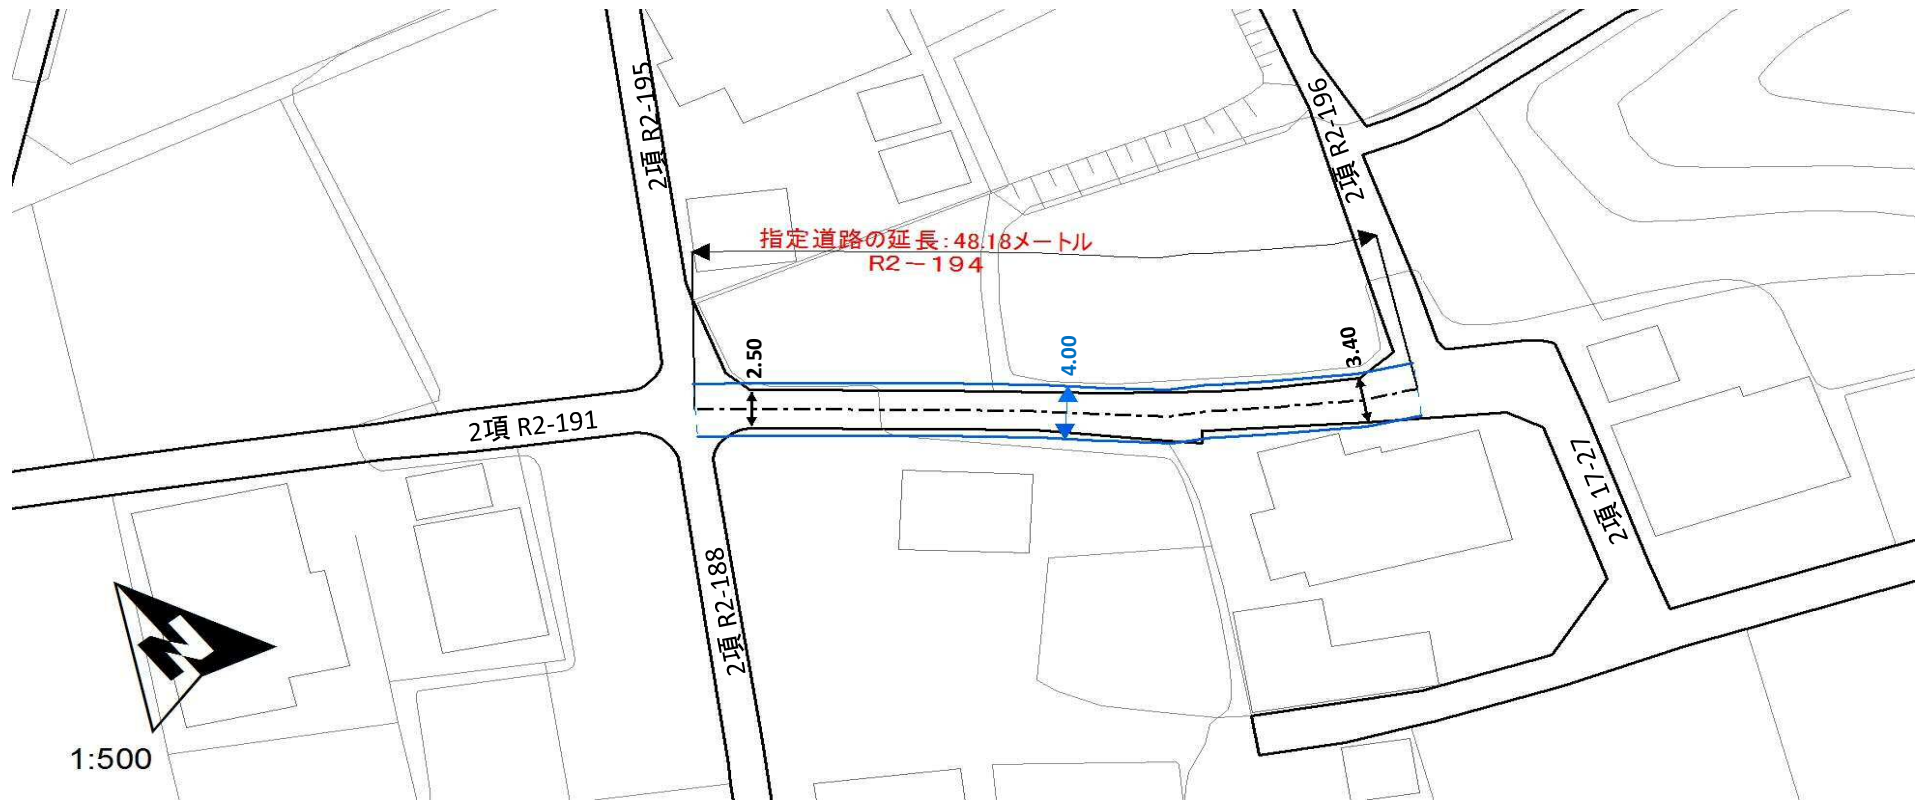 2項 R2-195
2項 R2-196
指定道路の延長:48.18メートル
R2-194
2.50
4.00
3.40
2項 R2-191
2項 17-27
2項 R2-188
N
1:500